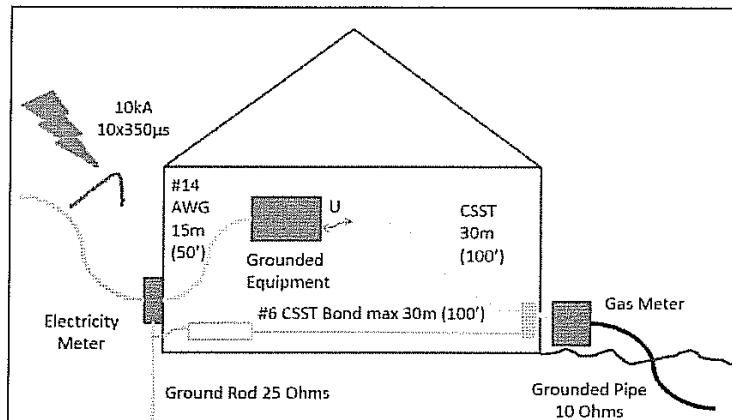 10kA
10x350µs
#14
AWG
15m
(50')
U
Grounded
Equipment
CSST
30m
(100')
#6 CSST Bond max 30m (100')
Gas Meter
Electricity
Meter
Ground Rod 25 Ohms
Grounded Pipe
10 Ohms